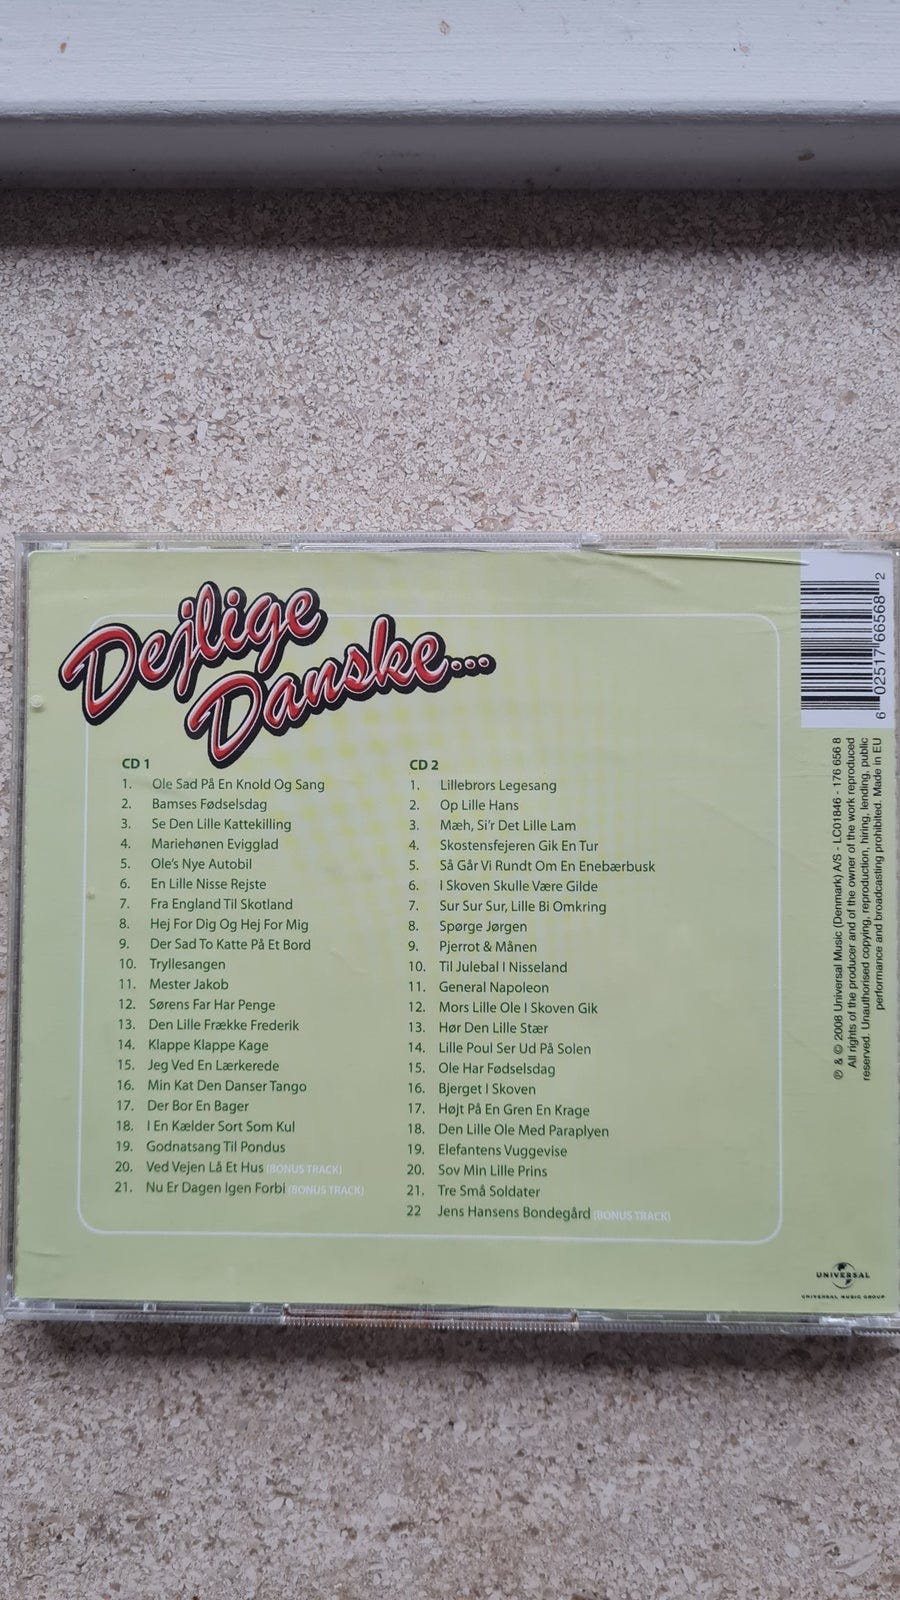 Dejlige
Danske...
CD 1
1. Ole Sad På En Knold Og Sang
2. Bamses Fødselsdag
3. Se Den Lille Kattekilling
4. Mariehønen Evigglad
5. Ole's Nye Autobil
6. En Lille Nisse Rejste
7. Fra England Til Skotland
8. Hej For Dig Og Hej For Mig
9. Der Sad To Katte På Et Bord
10. Tryllesangen
11. Mester Jakob
12. Sørens Far Har Penge
13. Den Lille Frække Frederik
14. Klappe Klappe Kage
15. Jeg Ved En Lærkerede
16. Min Kat Den Danser Tango
17. Der Bor En Bager
18. I En Kælder Sort Som Kul
19. Godnatsang Til Pondus
20. Ved Vejen Lå Et Hus (BONUS TRACK)
21. Nu Er Dagen Igen Forbi (BONUS TRACK)
CD 2
1. Lillebrors Legesang
2. Op Lille Hans
3. Mæh, Si'r Det Lille Lam
4. Skostensfejeren Gik En Tur
5. Så Går Vi Rundt Om En Enebærbusk
6. I Skoven Skulle Være Gilde
7. Sur Sur Sur, Lille Bi Omkring
8. Spørge Jørgen
9. Pjerrot & Månen
10. Til Julebal I Nisseland
11. General Napoleon
12. Mors Lille Ole I Skoven Gik
13. Hør Den Lille Stær
14. Lille Poul Ser Ud På Solen
15. Ole Har Fødselsdag
16. Bjerget I Skoven
17. Højt På En Gren En Krage
18. Den Lille Ole Med Paraplyen
19. Elefantens Vuggevise
20. Sov Min Lille Prins
21. Tre Små Soldater
22 Jens Hansens Bondegård (BONUS TRACK)
6 02517 66568 2
℗ & © 2008 Universal Music (Denmark) A/S - LC01846 - 176 656 8
All rights of the producer and of the owner of the work reproduced
reserved. Unauthorised copying, reproduction, hiring, lending, public
performance and broadcasting prohibited. Made in EU
UNIVERSAL
UNIVERSAL MUSIC GROUP